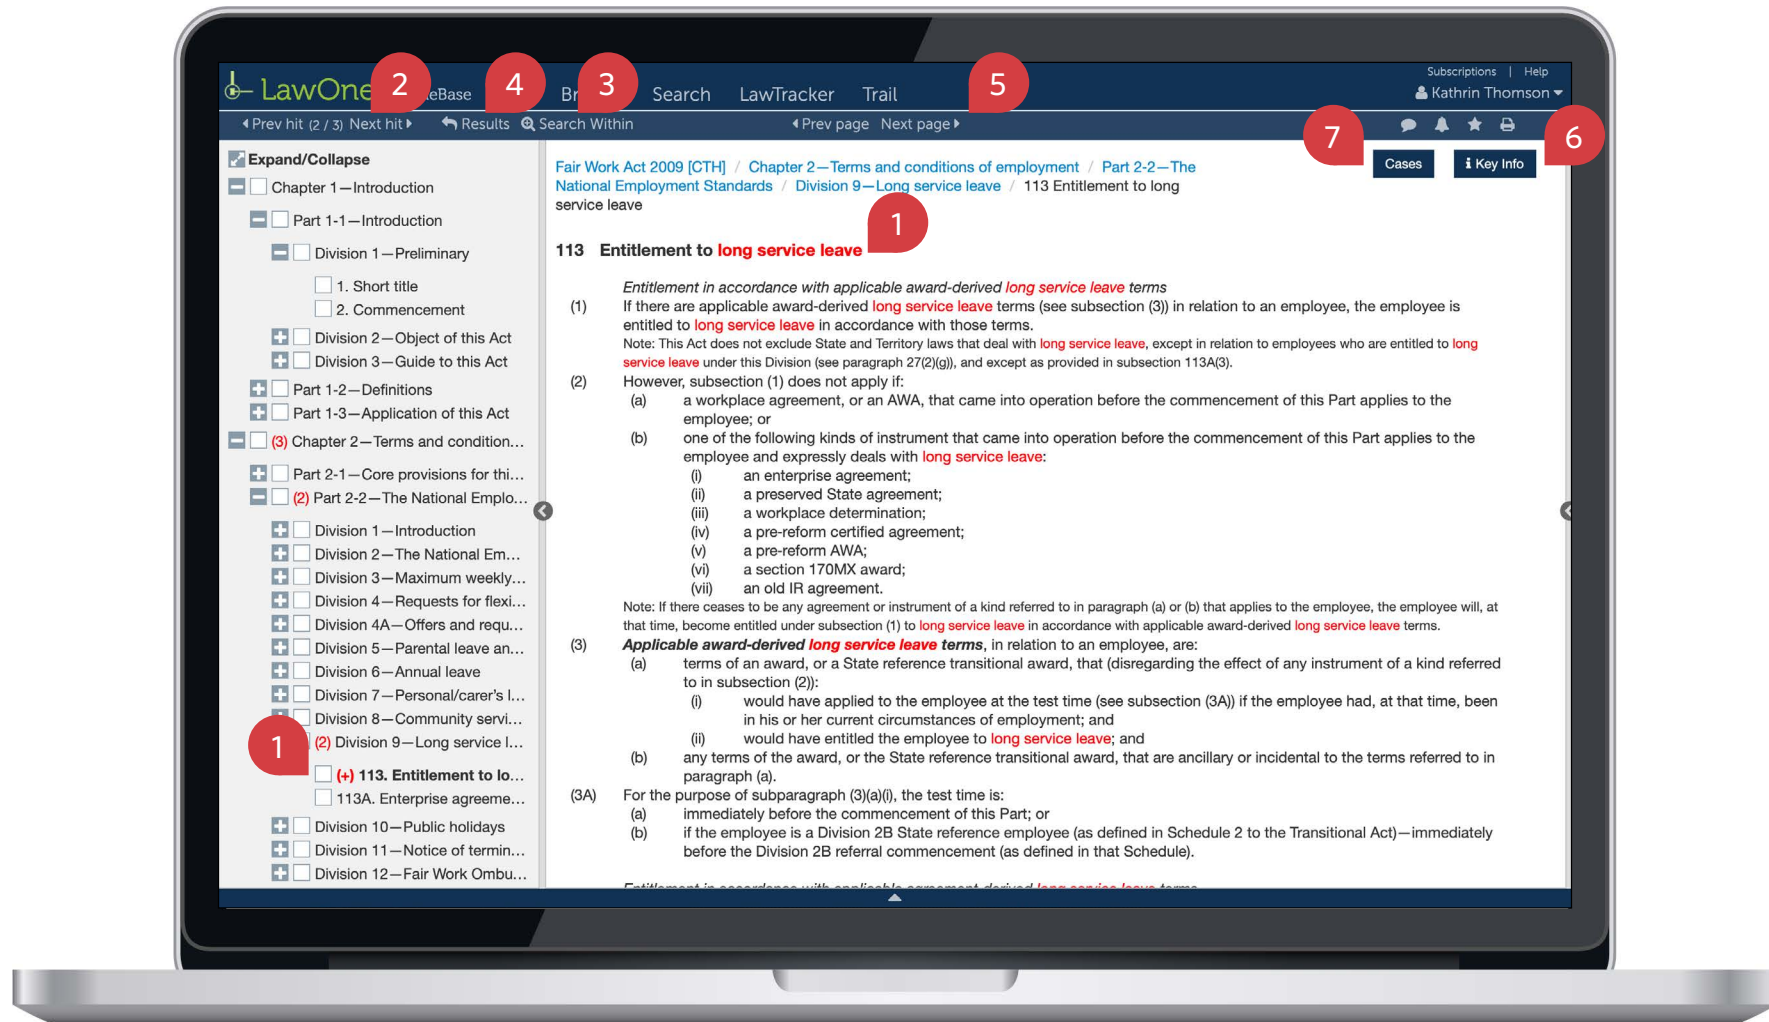 Subscriptions | Help
LawOne 2 eBase 4 Br 3 Search LawTracker Trail 5 Kathrin Thomson
Prev hit (2 / 3) Next hit Results Search Within Prev page Next page 7 6
Expand/Collapse
Chapter 1—Introduction
Part 1-1—Introduction
Division 1—Preliminary
1. Short title
2. Commencement
Division 2—Object of this Act
Division 3—Guide to this Act
Part 1-2—Definitions
Part 1-3—Application of this Act
(3) Chapter 2—Terms and condition...
Part 2-1—Core provisions for thi...
(2) Part 2-2—The National Emplo...
Division 1—Introduction
Division 2—The National Em...
Division 3—Maximum weekly...
Division 4—Requests for flexi...
Division 4A—Offers and requ...
Division 5—Parental leave an...
Division 6—Annual leave
Division 7—Personal/carer's l...
Division 8—Community servi...
1 (2) Division 9—Long service l...
(+) 113. Entitlement to lo...
113A. Enterprise agreeme...
Division 10—Public holidays
Division 11—Notice of termin...
Division 12—Fair Work Ombu...
Fair Work Act 2009 [CTH] / Chapter 2—Terms and conditions of employment / Part 2-2—The
National Employment Standards / Division 9—Long service leave / 113 Entitlement to long
service leave
Cases
Key Info
1
113 Entitlement to long service leave
Entitlement in accordance with applicable award-derived long service leave terms
(1) If there are applicable award-derived long service leave terms (see subsection (3)) in relation to an employee, the employee is
entitled to long service leave in accordance with those terms.
Note: This Act does not exclude State and Territory laws that deal with long service leave, except in relation to employees who are entitled to long
service leave under this Division (see paragraph 27(2)(g)), and except as provided in subsection 113A(3).
(2) However, subsection (1) does not apply if:
(a) a workplace agreement, or an AWA, that came into operation before the commencement of this Part applies to the
employee; or
(b) one of the following kinds of instrument that came into operation before the commencement of this Part applies to the
employee and expressly deals with long service leave:
(i) an enterprise agreement;
(ii) a preserved State agreement;
(iii) a workplace determination;
(iv) a pre-reform certified agreement;
(v) a pre-reform AWA;
(vi) a section 170MX award;
(vii) an old IR agreement.
Note: If there ceases to be any agreement or instrument of a kind referred to in paragraph (a) or (b) that applies to the employee, the employee will, at
that time, become entitled under subsection (1) to long service leave in accordance with applicable award-derived long service leave terms.
(3) Applicable award-derived long service leave terms, in relation to an employee, are:
(a) terms of an award, or a State reference transitional award, that (disregarding the effect of any instrument of a kind referred
to in subsection (2)):
(i) would have applied to the employee at the test time (see subsection (3A)) if the employee had, at that time, been
in his or her current circumstances of employment; and
(ii) would have entitled the employee to long service leave; and
(b) any terms of the award, or the State reference transitional award, that are ancillary or incidental to the terms referred to in
paragraph (a).
(3A) For the purpose of subparagraph (3)(a)(i), the test time is:
(a) immediately before the commencement of this Part; or
(b) if the employee is a Division 2B State reference employee (as defined in Schedule 2 to the Transitional Act)—immediately
before the Division 2B referral commencement (as defined in that Schedule).
Entitlement in accordance with applicable agreement-derived long service leave terms